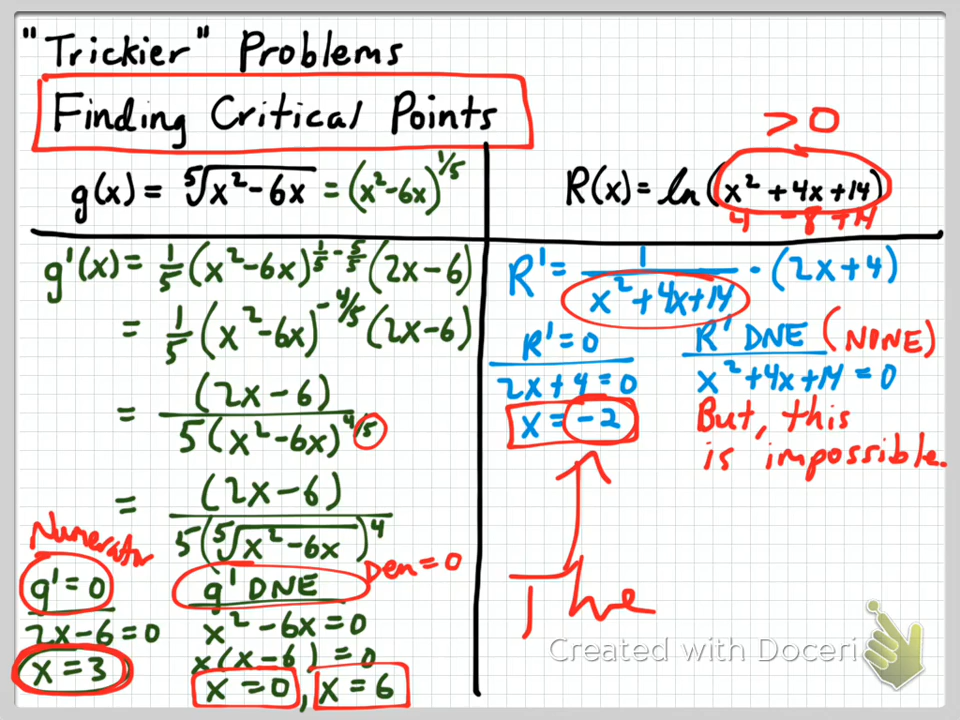 "Trickier" Problems
Finding Critical Points
g(x) = ⁵√(x² - 6x) = (x² - 6x)^(1/5)
g'(x) = 1/5 (x² - 6x)^(1/5 - 5/5) (2x - 6)
= 1/5 (x² - 6x)^(-4/5) (2x - 6)
= (2x - 6) / 5(x² - 6x)^(4/5)
= (2x - 6) / 5(⁵√(x² - 6x))⁴
Numerator
g' = 0
2x - 6 = 0
x = 3
g' DNE
Den = 0
x² - 6x = 0
x(x - 6) = 0
x = 0, x = 6
> 0
R(x) = ln(x² + 4x + 14)
4 - 8 + 14
R' = 1 / x² + 4x + 14 · (2x + 4)
R' = 0
2x + 4 = 0
x = -2
R' DNE (NONE)
x² + 4x + 14 = 0
But, this
is impossible.
The
Created with Doceri